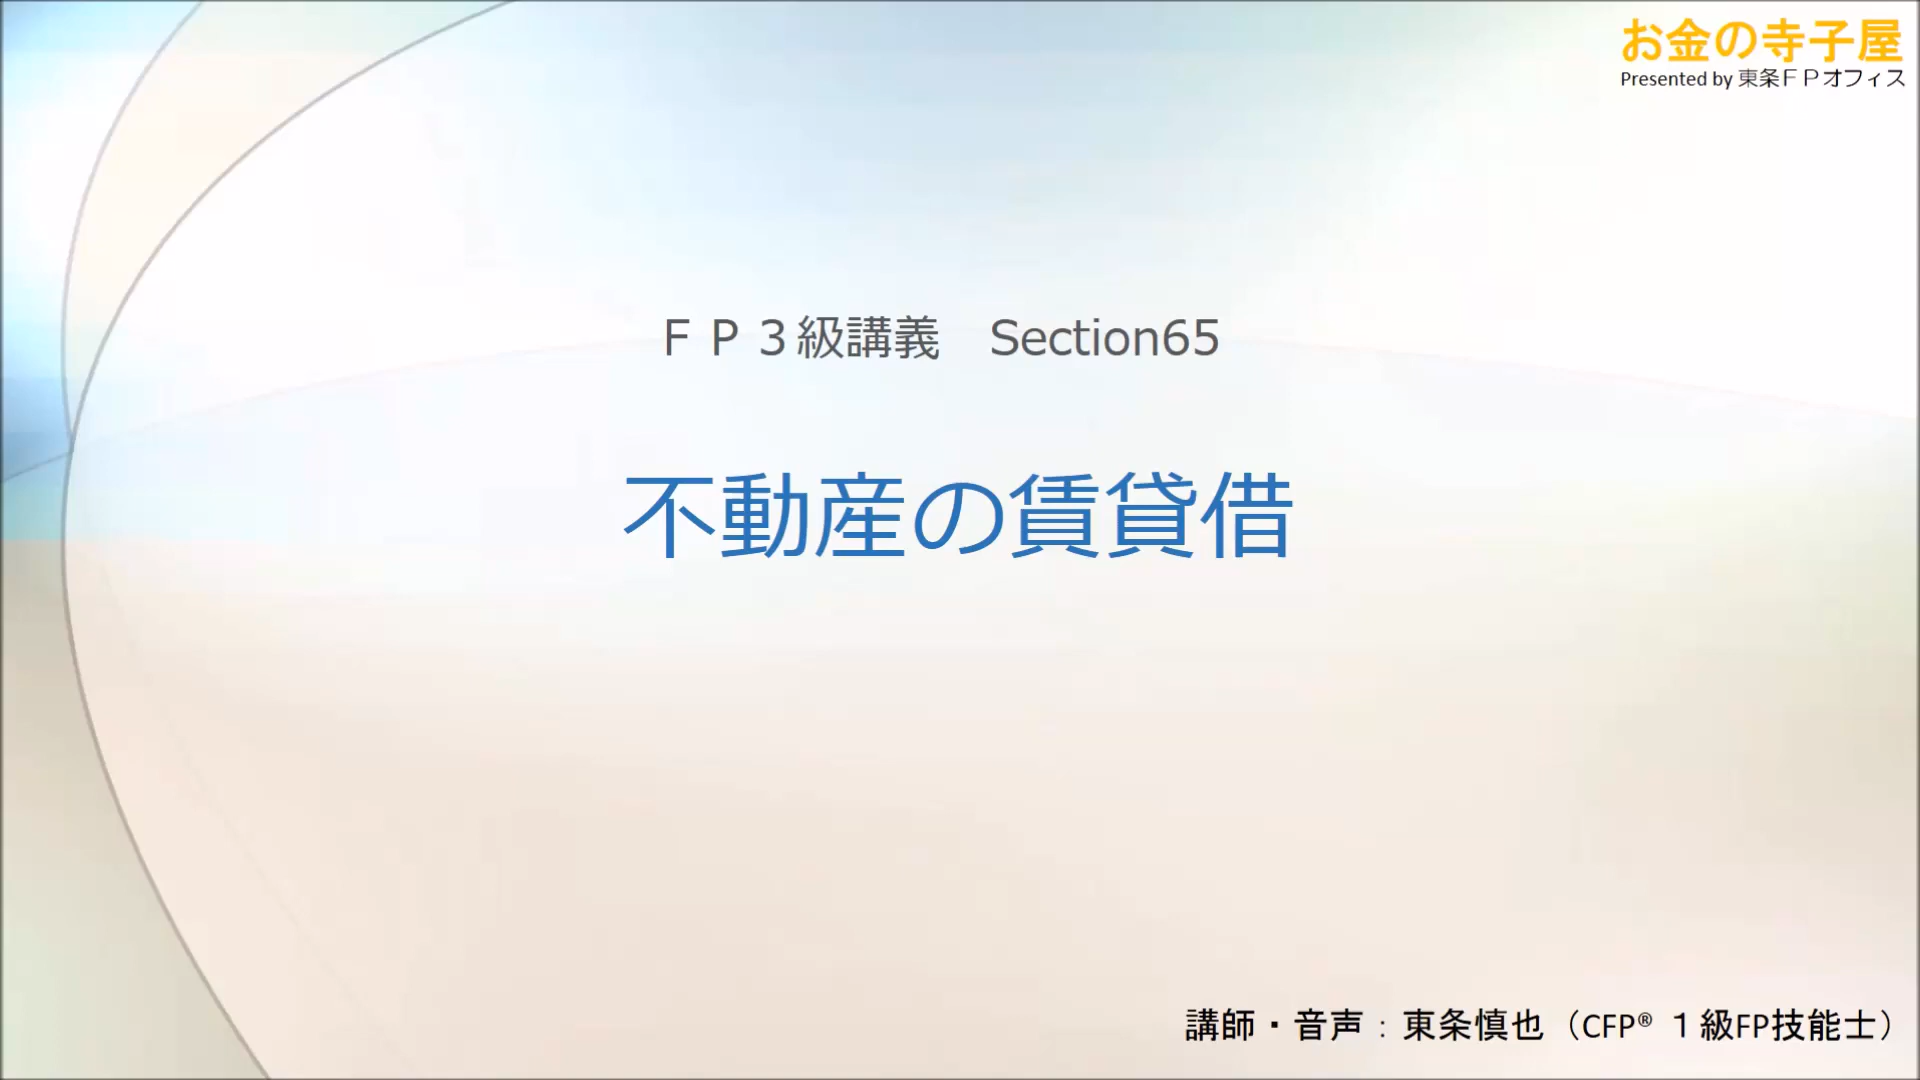 お金の寺子屋
Presented by 東条ＦＰオフィス
ＦＰ３級講義　Section65
不動産の賃貸借
講師・音声：東条慎也（CFP® １級FP技能士）